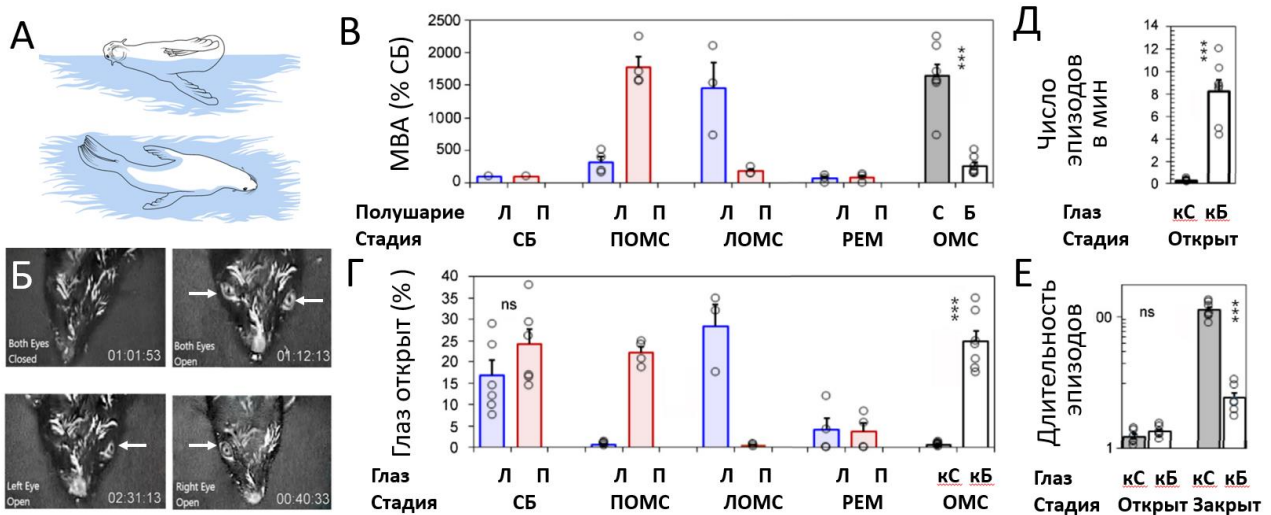 А
Б
Both Eyes
Closed
01:01:53
Both Eyes
Open
01:12:13
Left Eye
Open
02:31:13
Right Eye
Open
00:40:33
В
МВА (% СБ)
2500
2000
1500
1000
500
0
***
Полушарие Л П Л П Л П Л П С Б
Стадия СБ ПОМС ЛОМС РЕМ ОМС
Г
Глаз открыт (% )
40
35
30
25
20
15
10
5
0
ns
***
Глаз Л П Л П Л П Л П кС кБ
Стадия СБ ПОМС ЛОМС РЕМ ОМС
Д
Число
эпизодов
в мин
14
12
10
8
6
4
2
0
***
Глаз кС кБ
Стадия Открыт
Е
Длительность
эпизодов
00
1
ns
***
Глаз кС кБ кС кБ
Стадия Открыт Закрыт